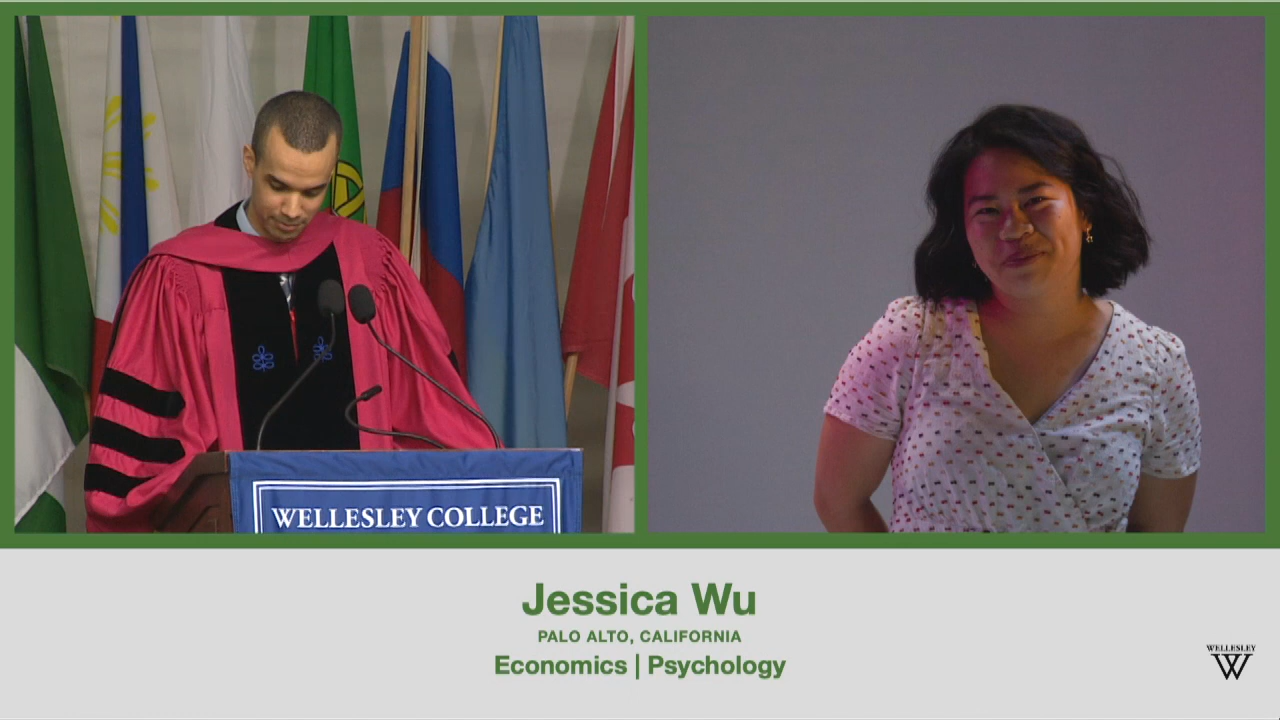 WELLESLEY COLLEGE
Jessica Wu
PALO ALTO, CALIFORNIA
Economics | Psychology
WELLESLEY
W